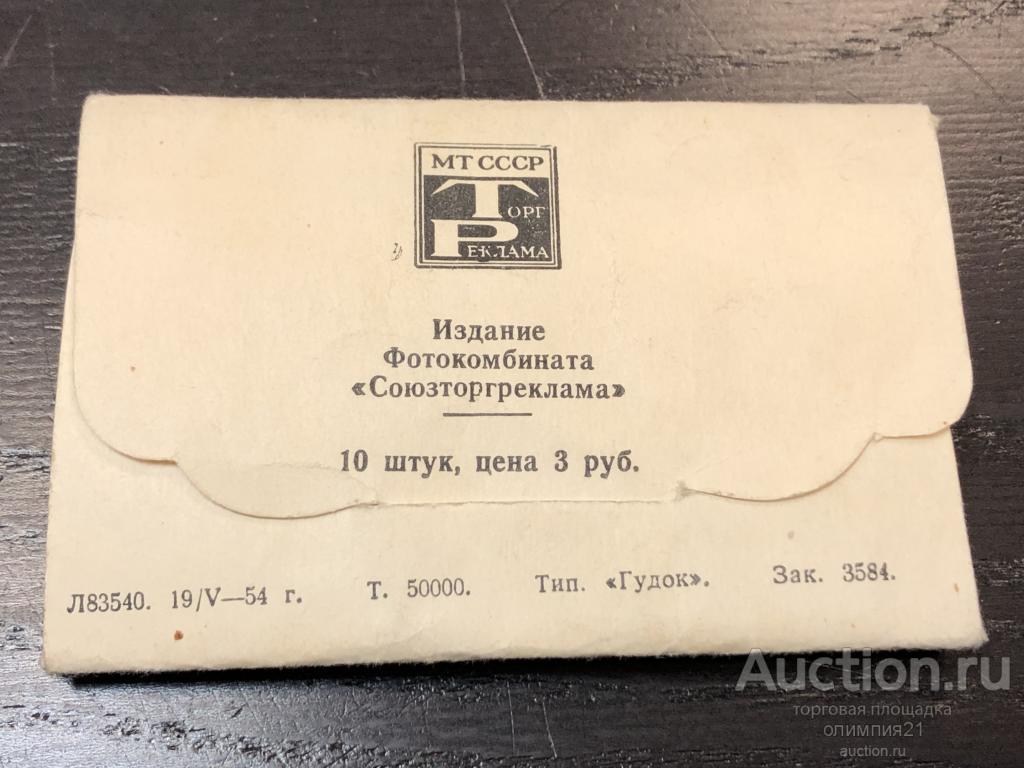 МТ СССР
ТОРГ
РЕКЛАМА
Издание
Фотокомбината
«Союзторгреклама»
10 штук, цена 3 руб.
Л83540. 19/V—54 г. Т. 50000. Тип. «Гудок». Зак. 3584.
Auction.ru
торговая площадка
олимпия21
auction.ru